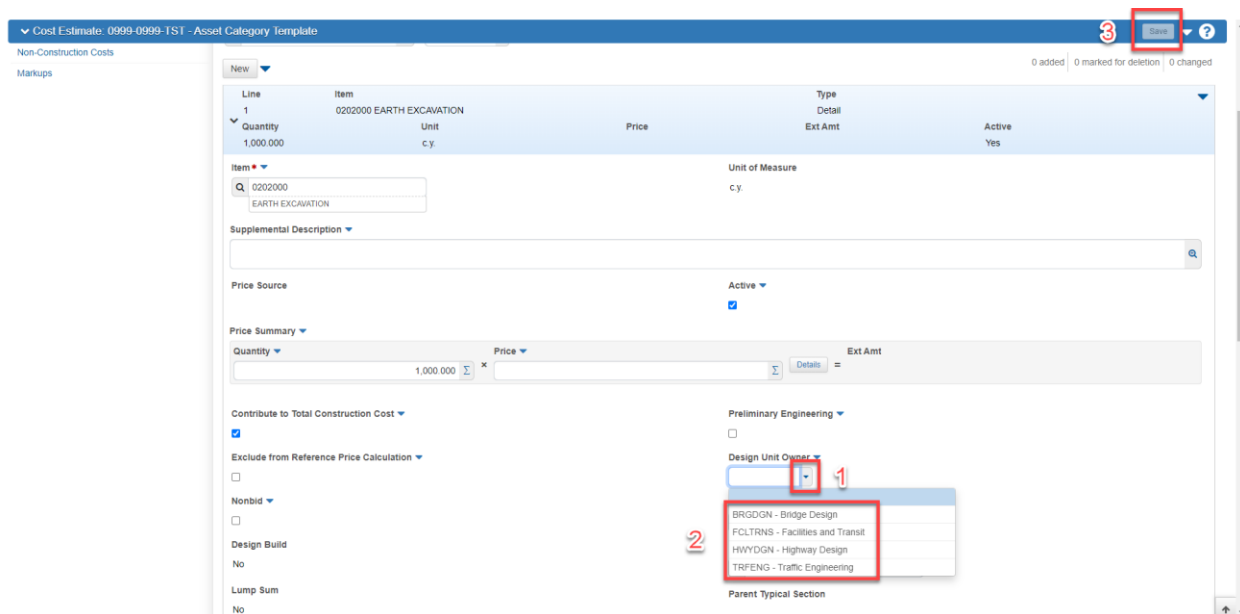 Cost Estimate: 0999-0999-TST - Asset Category Template
3
Save
?
Non-Construction Costs
Markups
New
0 added 0 marked for deletion 0 changed
Line Item Type
1 0202000 EARTH EXCAVATION Detail
Quantity Unit Price Ext Amt Active
1,000.000 c.y. Yes
Item Unit of Measure
0202000 c.y.
EARTH EXCAVATION
Supplemental Description
Price Source Active
Price Summary
Quantity Price Ext Amt
1,000.000 Σ × Σ Details =
Contribute to Total Construction Cost Preliminary Engineering
Exclude from Reference Price Calculation Design Unit Owner
1
Nonbid
BRGDGN - Bridge Design
2
FCLTRNS - Facilities and Transit
Design Build
HWYDGN - Highway Design
No
TRFENG - Traffic Engineering
Lump Sum Parent Typical Section
No